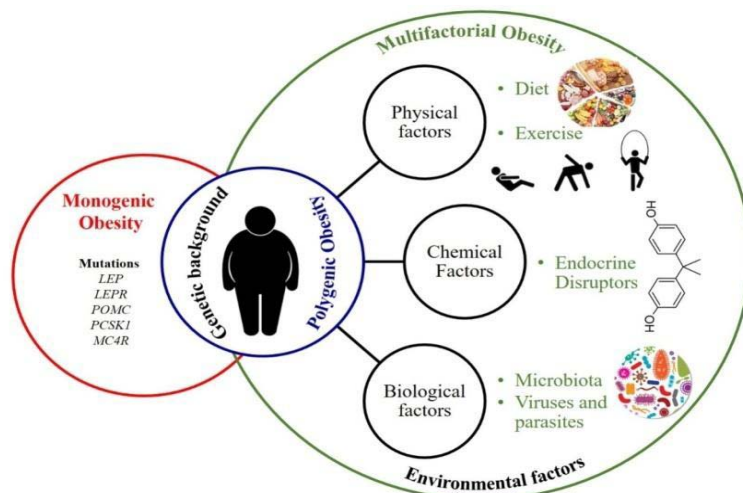 Multifactorial Obesity
Physical
factors
• Diet
• Exercise
Monogenic
Obesity
Mutations
LEP
LEPR
POMC
PCSK1
MC4R
Genetic background
Polygenic Obesity
Chemical
Factors
• Endocrine
Disruptors
HO
OH
Biological
factors
• Microbiota
• Viruses and
parasites
Environmental factors